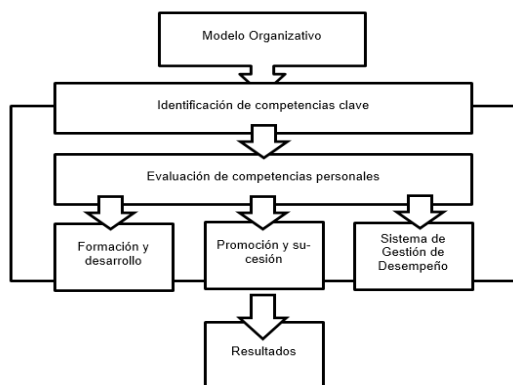 Modelo Organizativo
Identificación de competencias clave
Evaluación de competencias personales
Formación y
desarrollo
Promoción y su-
cesión
Sistema de
Gestión de
Desempeño
Resultados